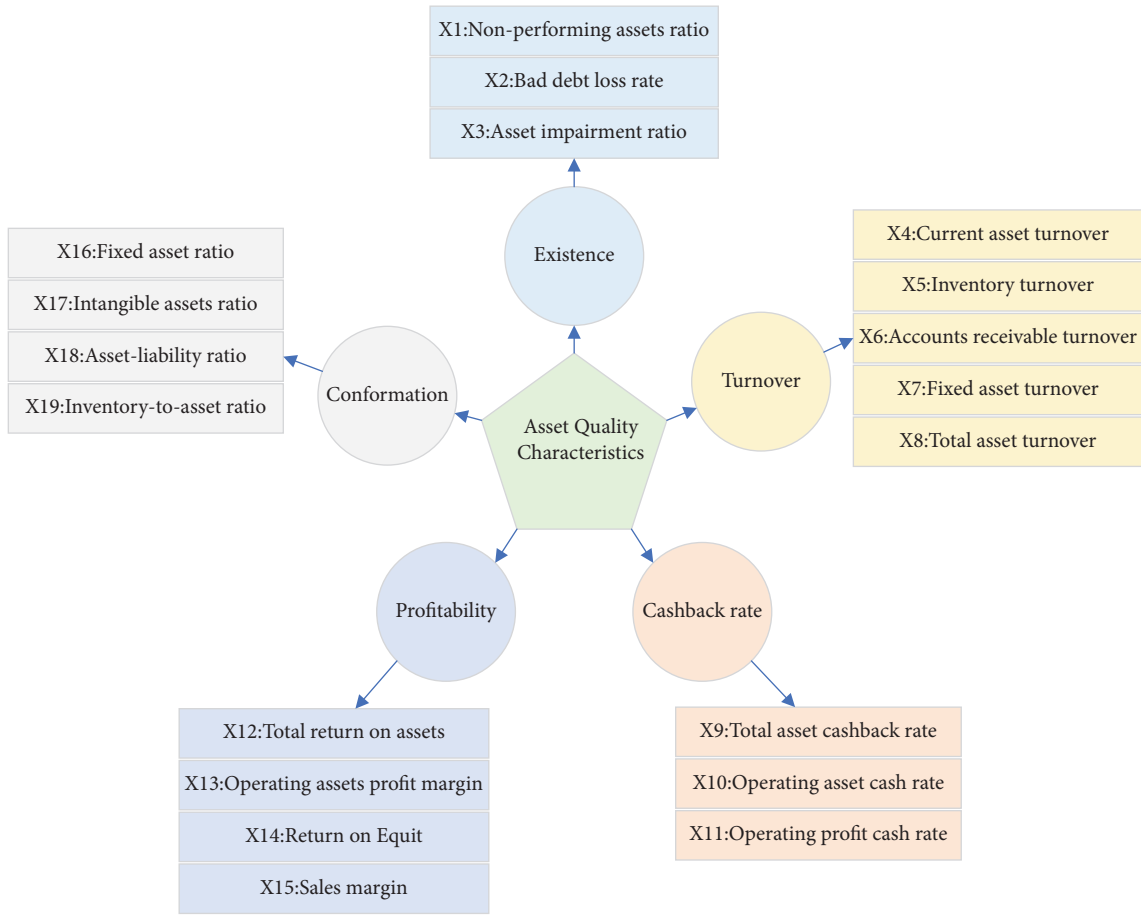 X1:Non-performing assets ratio
X2:Bad debt loss rate
X3:Asset impairment ratio
Existence
X4:Current asset turnover
X5:Inventory turnover
X6:Accounts receivable turnover
X7:Fixed asset turnover
X8:Total asset turnover
Turnover
X16:Fixed asset ratio
X17:Intangible assets ratio
X18:Asset-liability ratio
X19:Inventory-to-asset ratio
Conformation
Asset Quality
Characteristics
Profitability
Cashback rate
X12:Total return on assets
X13:Operating assets profit margin
X14:Return on Equit
X15:Sales margin
X9:Total asset cashback rate
X10:Operating asset cash rate
X11:Operating profit cash rate